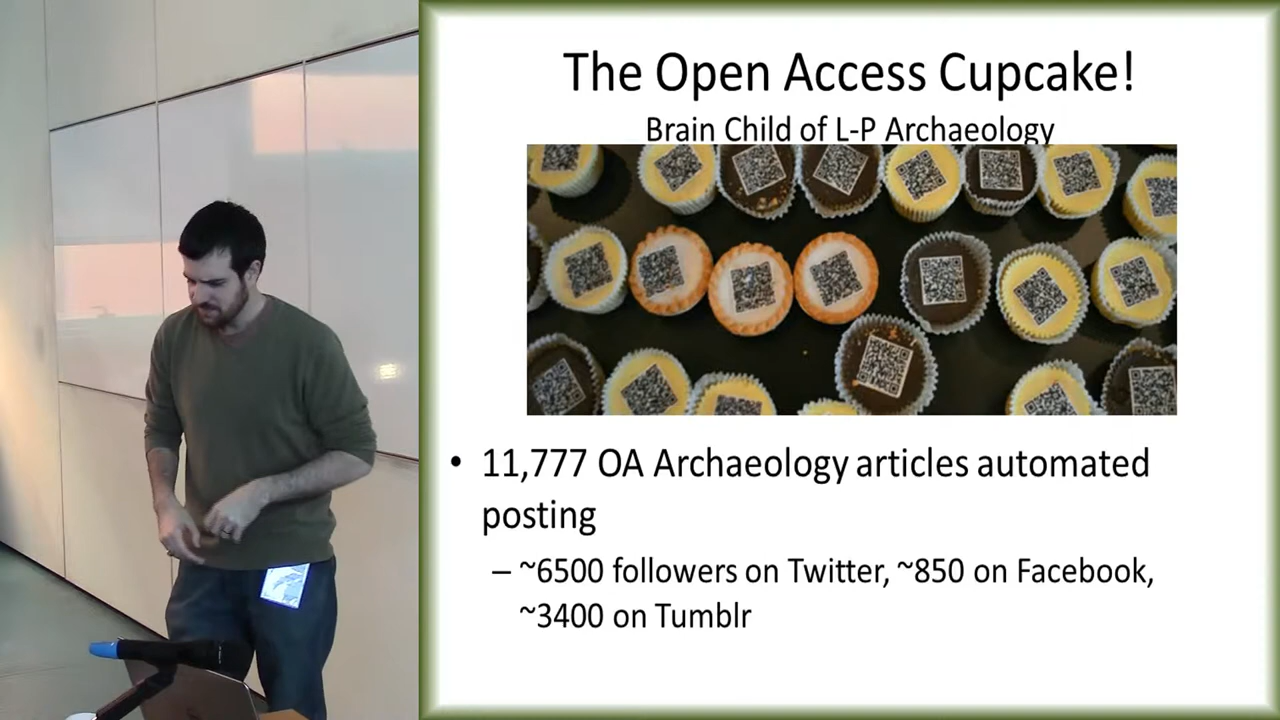 The Open Access Cupcake!
Brain Child of L-P Archaeology
• 11,777 OA Archaeology articles automated
posting
– ~6500 followers on Twitter, ~850 on Facebook,
~3400 on Tumblr